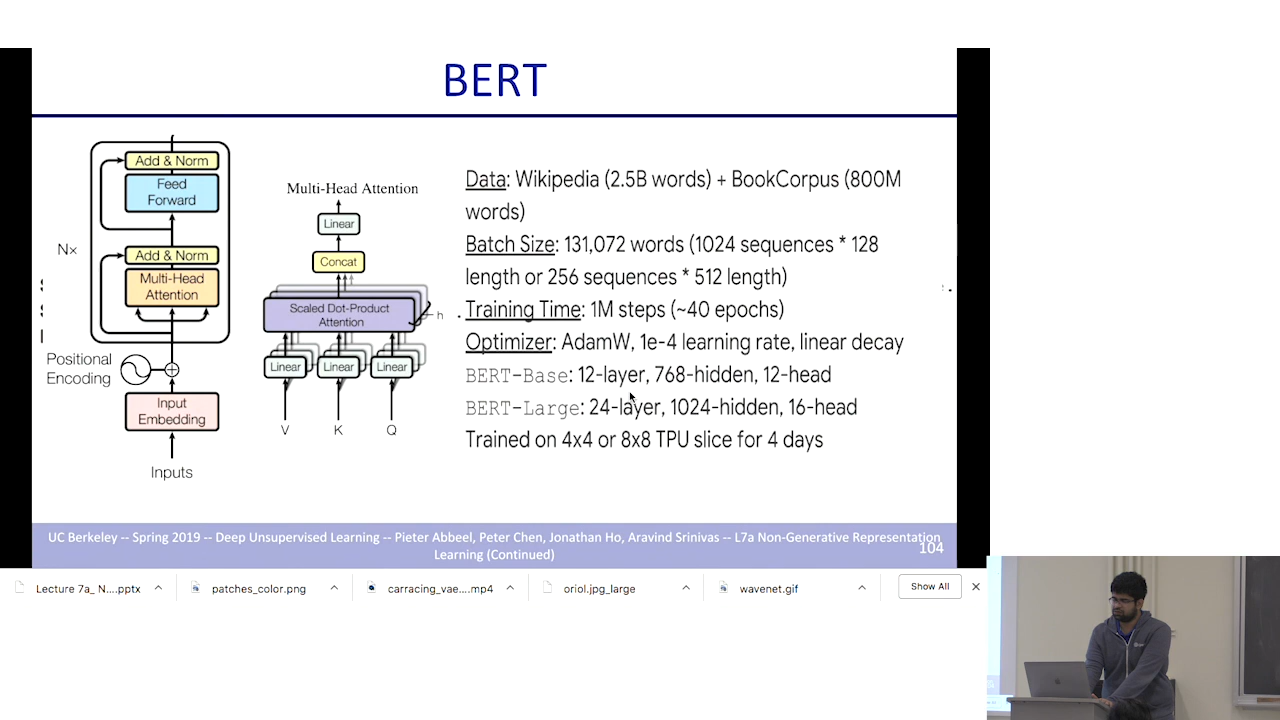 BERT
Add & Norm
Feed
Forward
Nx
Add & Norm
Multi-Head
Attention
Positional
Encoding
Input
Embedding
Inputs
Multi-Head Attention
Linear
Concat
Scaled Dot-Product
Attention
h
Linear
Linear
Linear
V
K
Q
Data: Wikipedia (2.5B words) + BookCorpus (800M
words)
Batch Size: 131,072 words (1024 sequences * 128
length or 256 sequences * 512 length)
Training Time: 1M steps (~40 epochs)
Optimizer: AdamW, 1e-4 learning rate, linear decay
BERT-Base: 12-layer, 768-hidden, 12-head
BERT-Large: 24-layer, 1024-hidden, 16-head
Trained on 4x4 or 8x8 TPU slice for 4 days
UC Berkeley -- Spring 2019 -- Deep Unsupervised Learning -- Pieter Abbeel, Peter Chen, Jonathan Ho, Aravind Srinivas -- L7a Non-Generative Representation
Learning (Continued)
104
Lecture 7a_ N....pptx
patches_color.png
carracing_vae....mp4
oriol.jpg_large
wavenet.gif
Show All